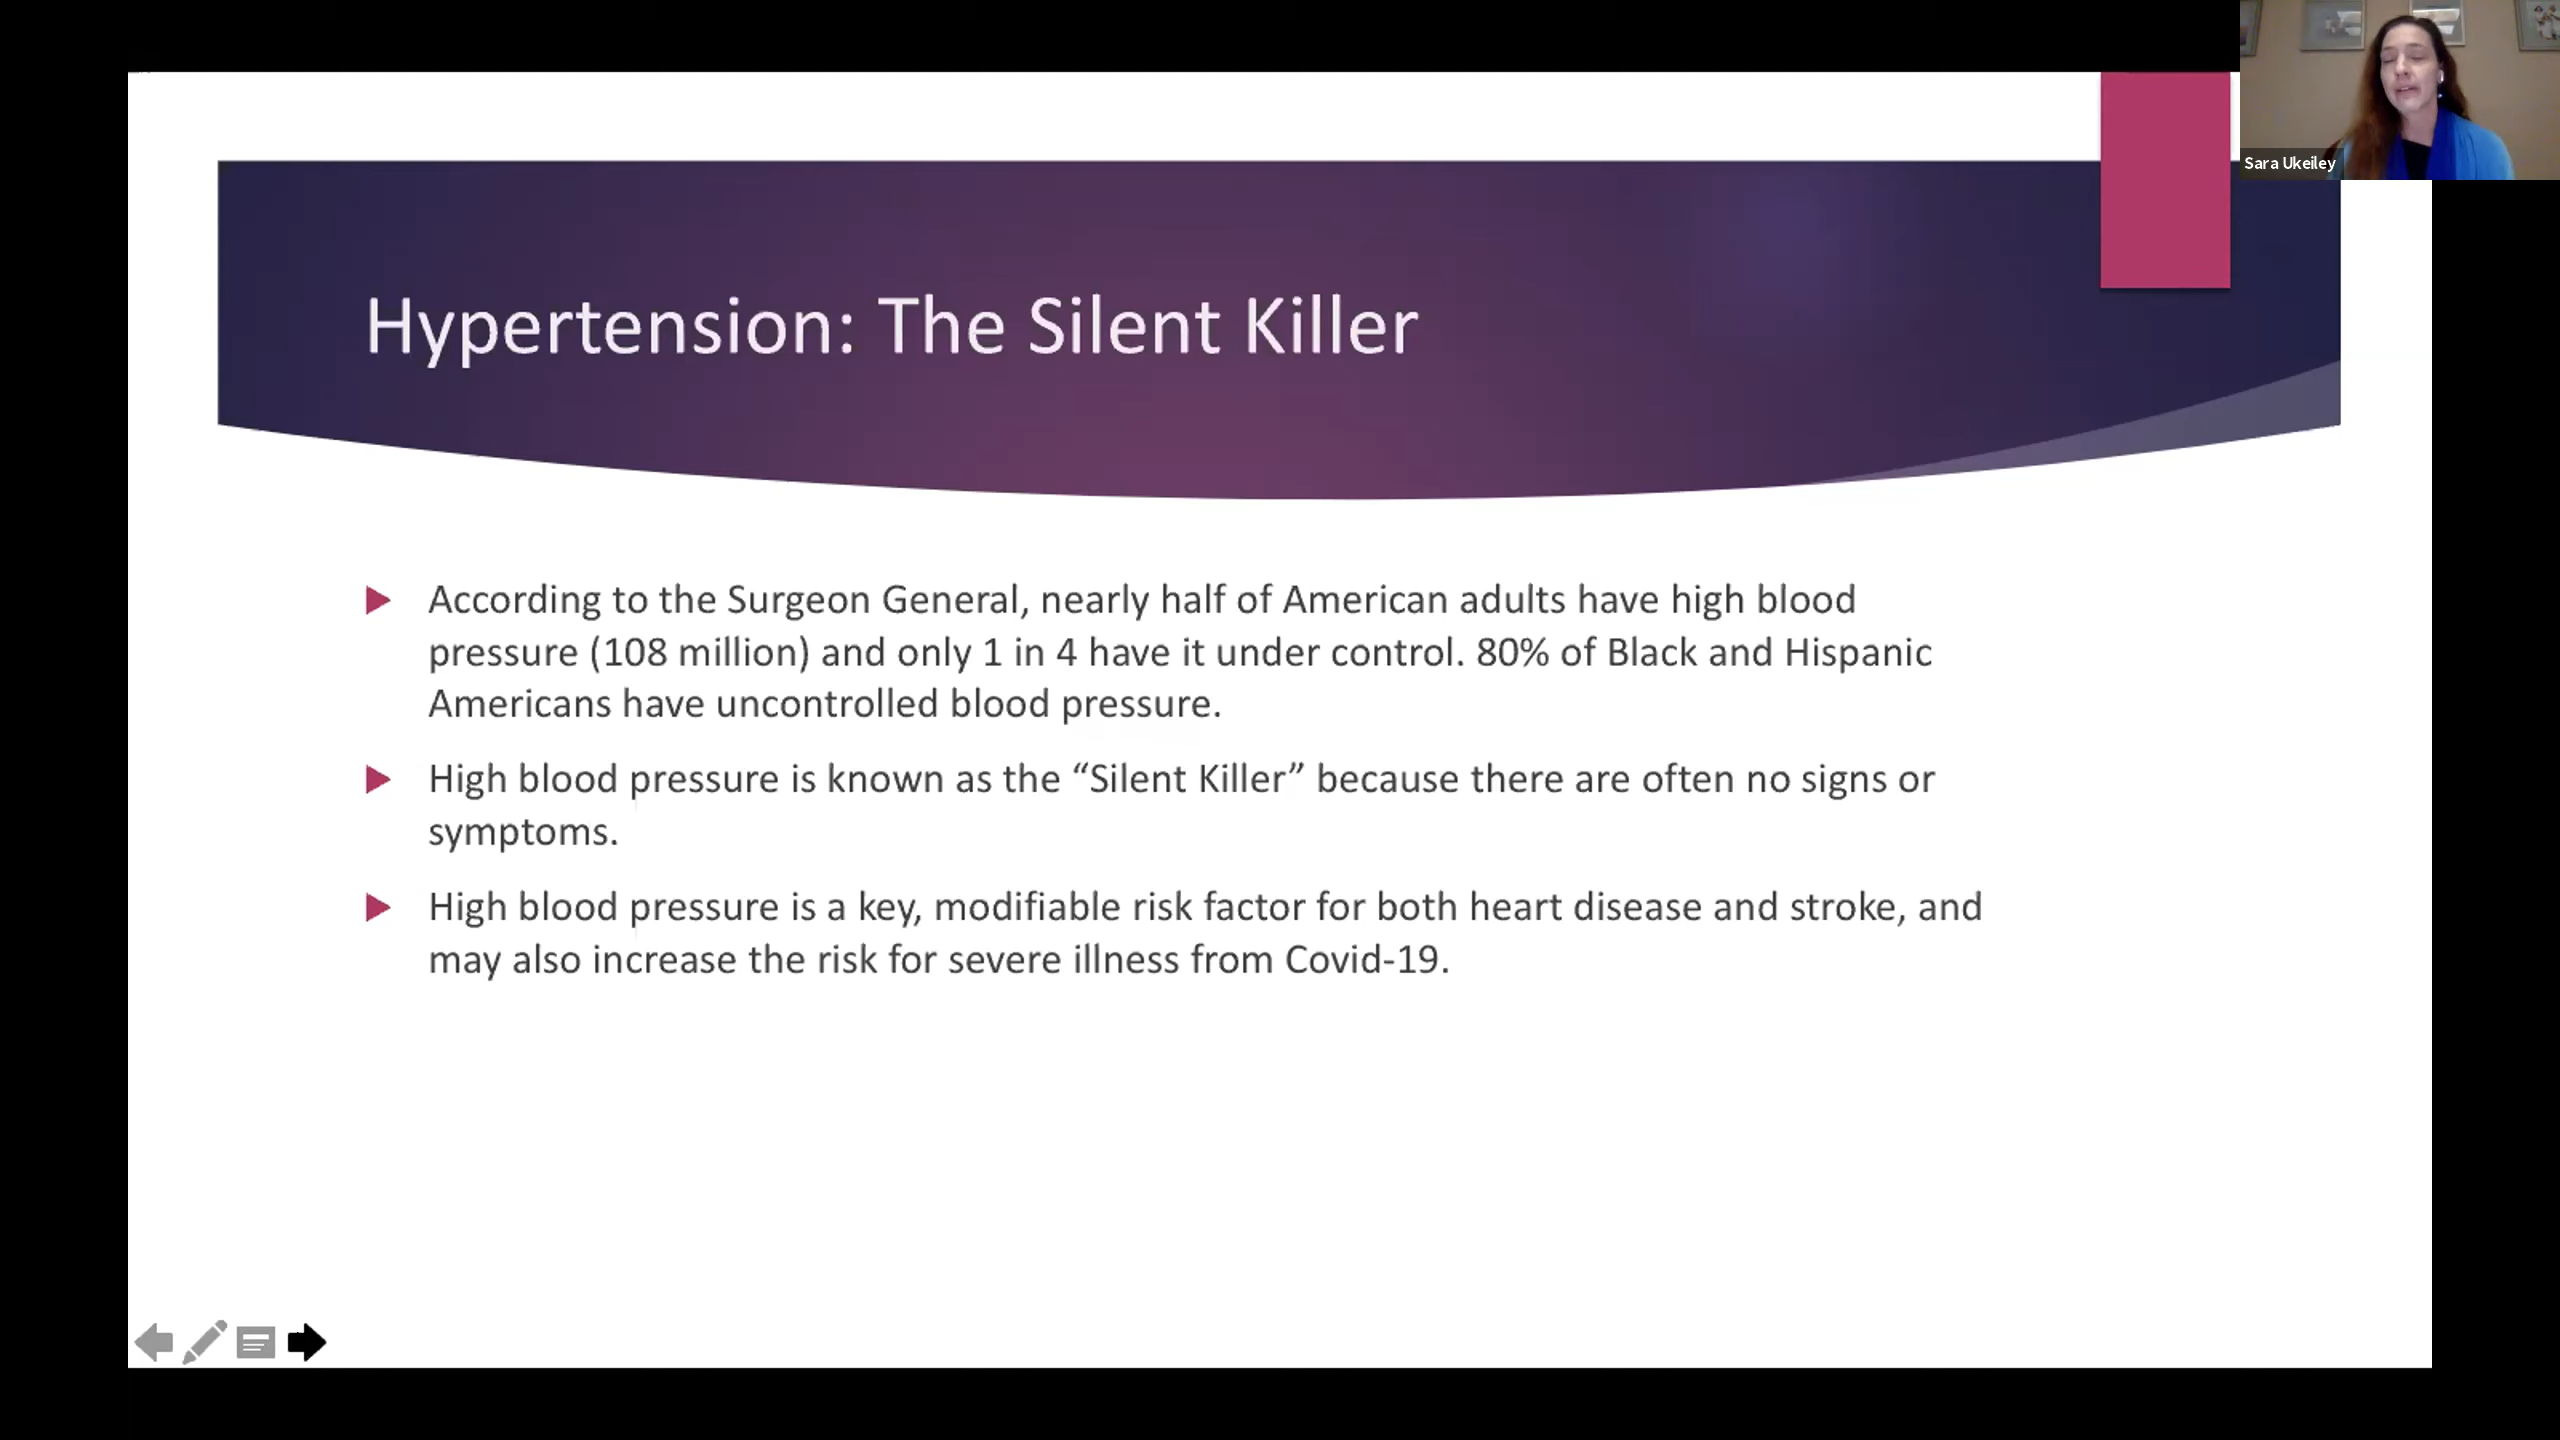 Sara Ukeiley
Hypertension: The Silent Killer
According to the Surgeon General, nearly half of American adults have high blood
pressure (108 million) and only 1 in 4 have it under control. 80% of Black and Hispanic
Americans have uncontrolled blood pressure.
High blood pressure is known as the “Silent Killer” because there are often no signs or
symptoms.
High blood pressure is a key, modifiable risk factor for both heart disease and stroke, and
may also increase the risk for severe illness from Covid-19.